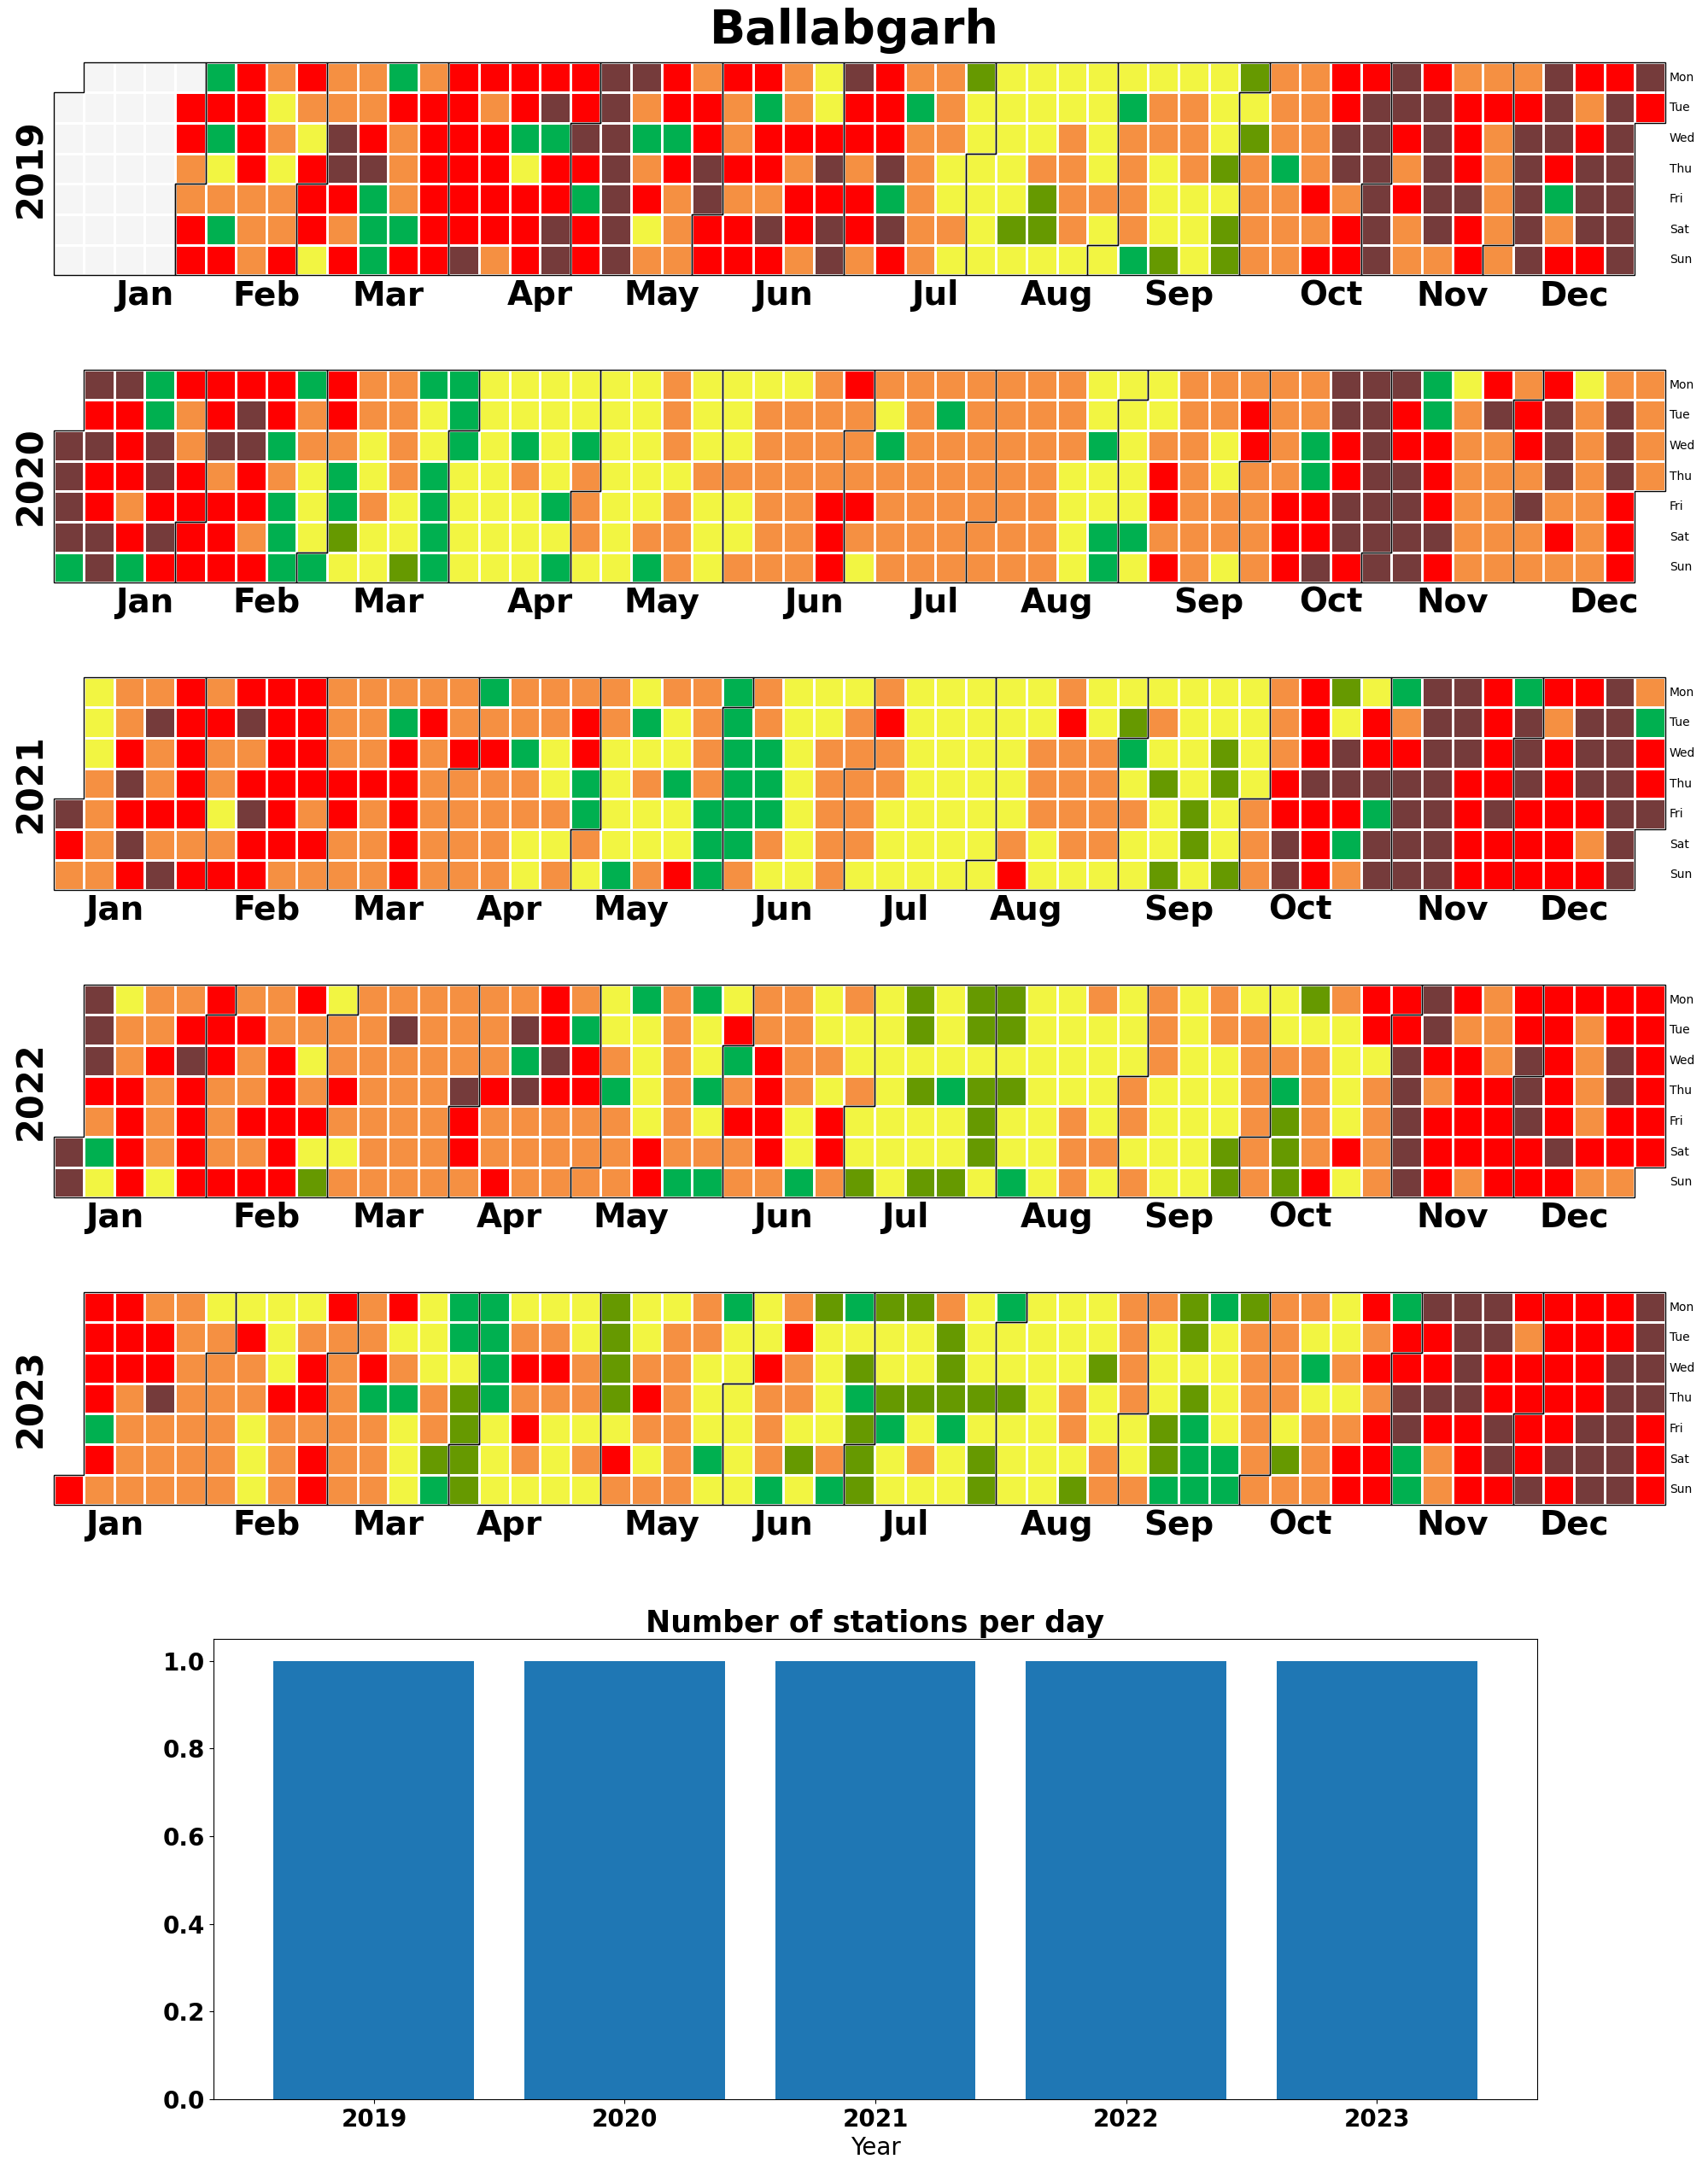 Ballabgarh
2019
Mon
Tue
Wed
Thu
Fri
Sat
Sun
Jan Feb Mar Apr May Jun Jul Aug Sep Oct Nov Dec
2020
Mon
Tue
Wed
Thu
Fri
Sat
Sun
Jan Feb Mar Apr May Jun Jul Aug Sep Oct Nov Dec
2021
Mon
Tue
Wed
Thu
Fri
Sat
Sun
Jan Feb Mar Apr May Jun Jul Aug Sep Oct Nov Dec
2022
Mon
Tue
Wed
Thu
Fri
Sat
Sun
Jan Feb Mar Apr May Jun Jul Aug Sep Oct Nov Dec
2023
Mon
Tue
Wed
Thu
Fri
Sat
Sun
Jan Feb Mar Apr May Jun Jul Aug Sep Oct Nov Dec
Number of stations per day
1.0
0.8
0.6
0.4
0.2
0.0
2019 2020 2021 2022 2023
Year